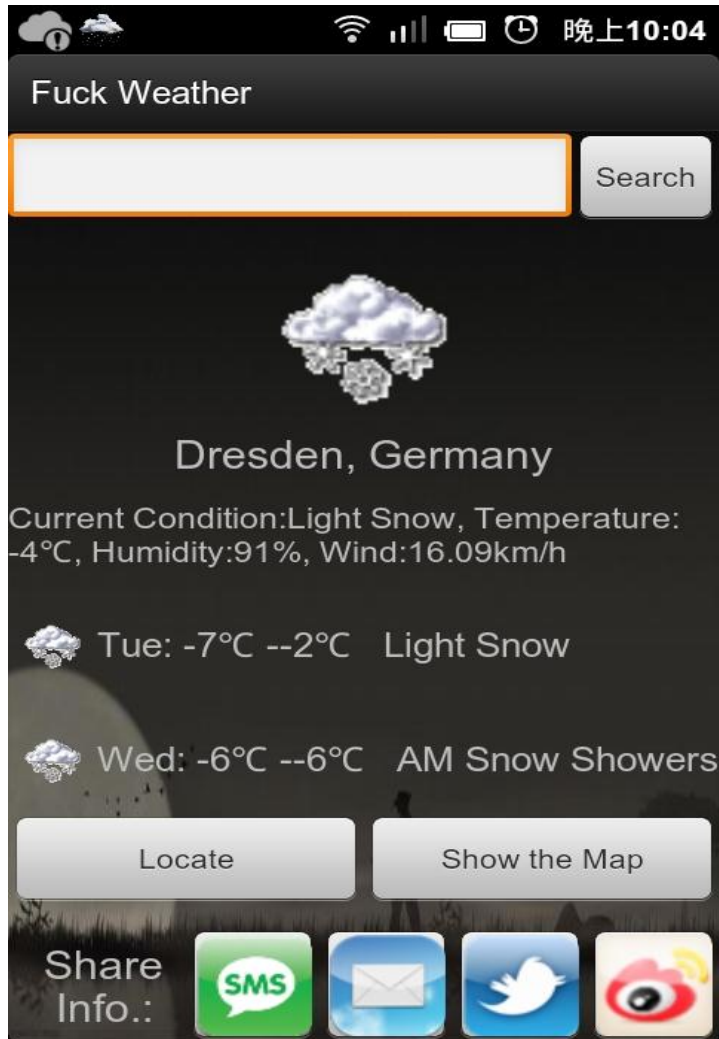 晚上10:04
Fuck Weather
Search
Dresden, Germany
Current Condition:Light Snow, Temperature:
-4℃, Humidity:91%, Wind:16.09km/h
Tue: -7℃ --2℃ Light Snow
Wed: -6℃ --6℃ AM Snow Showers
Locate
Show the Map
Share
Info.:
SMS